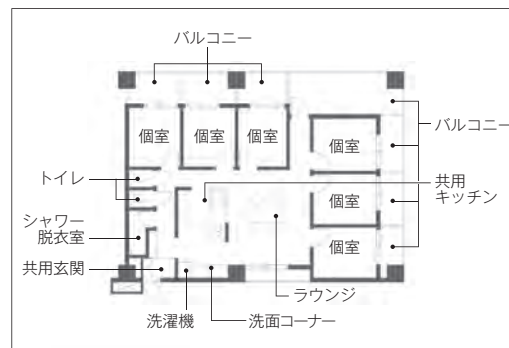 バルコニー
個室
個室
個室
個室
バルコニー
トイレ
共用
キッチン
個室
シャワー
脱衣室
個室
共用玄関
ラウンジ
洗濯機
洗面コーナー